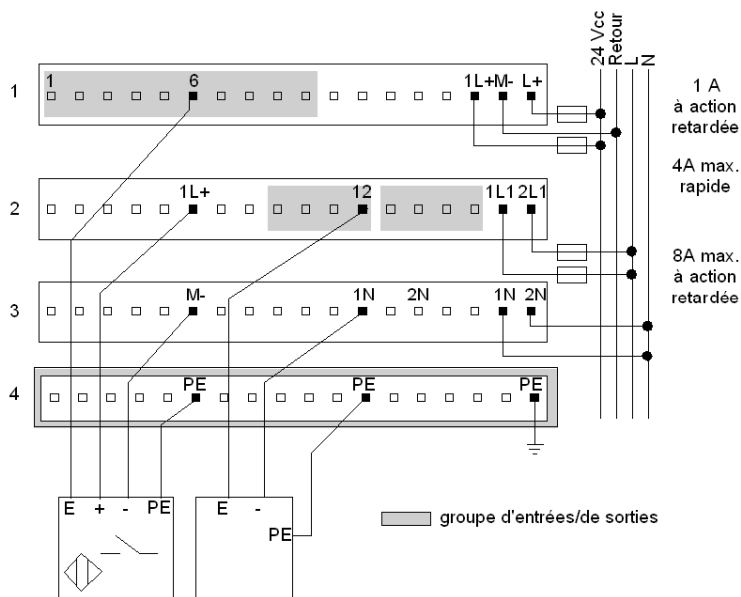 24 Vcc
Retour
L
N
1
1 6 1L+ M- L+
1 A
à action
retardée
4A max.
rapide
2
1L+ 12 1L1 2L1
8A max.
à action
retardée
3
M- 1N 2N 1N 2N
4
PE PE PE
E + - PE
E -
PE
groupe d'entrées/de sorties